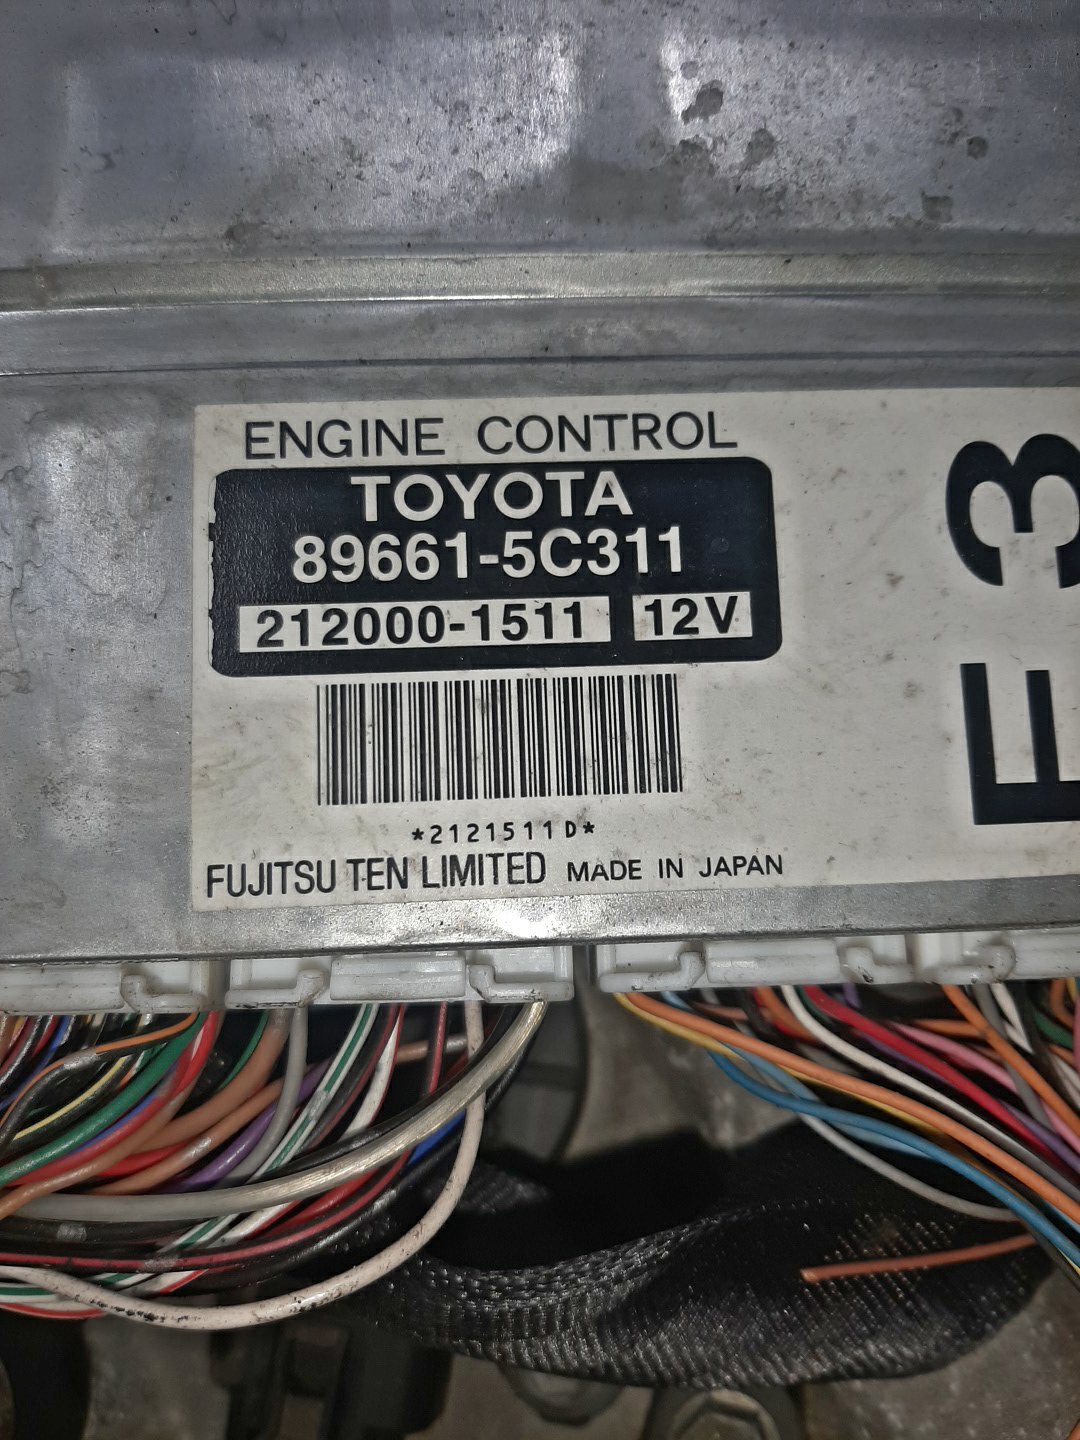 ENGINE CONTROL
TOYOTA
89661-5C311
212000-1511 12V
*2121511D*
FUJITSU TEN LIMITED MADE IN JAPAN
E3